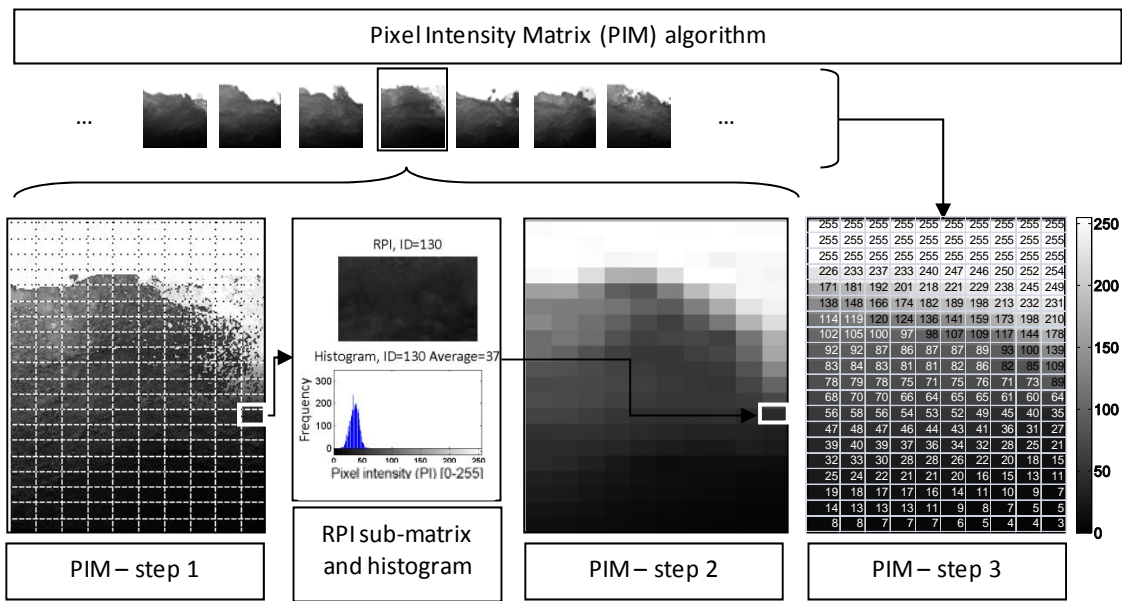 Pixel Intensity Matrix (PIM) algorithm
... ...
RPI, ID=130
Histogram, ID=130 Average=37
300
200
100
0
Frequency
0 50 100 150 200 250
Pixel intensity (PI) [0-255]
255 255 255 255 255 255 255 255 255 255
255 255 255 255 255 255 255 255 255 255
255 255 255 255 255 255 255 255 255 255
226 233 237 233 240 247 246 250 252 254
171 181 192 201 218 221 229 238 245 249
138 148 166 174 182 189 198 213 232 231
114 119 120 124 136 141 159 173 198 210
102 105 100 97 98 107 109 117 144 178
92 92 87 86 87 87 89 93 100 139
83 84 83 81 81 82 86 82 85 109
78 79 78 75 71 75 76 71 73 89
68 70 70 66 64 65 65 61 60 64
56 58 56 54 53 52 49 45 40 35
47 48 47 46 44 43 41 36 31 27
39 40 39 37 36 34 32 28 25 21
32 33 30 28 28 26 22 20 18 15
25 24 22 21 21 20 16 15 13 11
19 18 17 17 16 14 11 10 9 7
14 13 13 13 11 9 8 7 5 5
8 8 7 7 7 6 5 4 4 3
250
200
150
100
50
0
PIM – step 1
RPI sub-matrix
and histogram
PIM – step 2
PIM – step 3